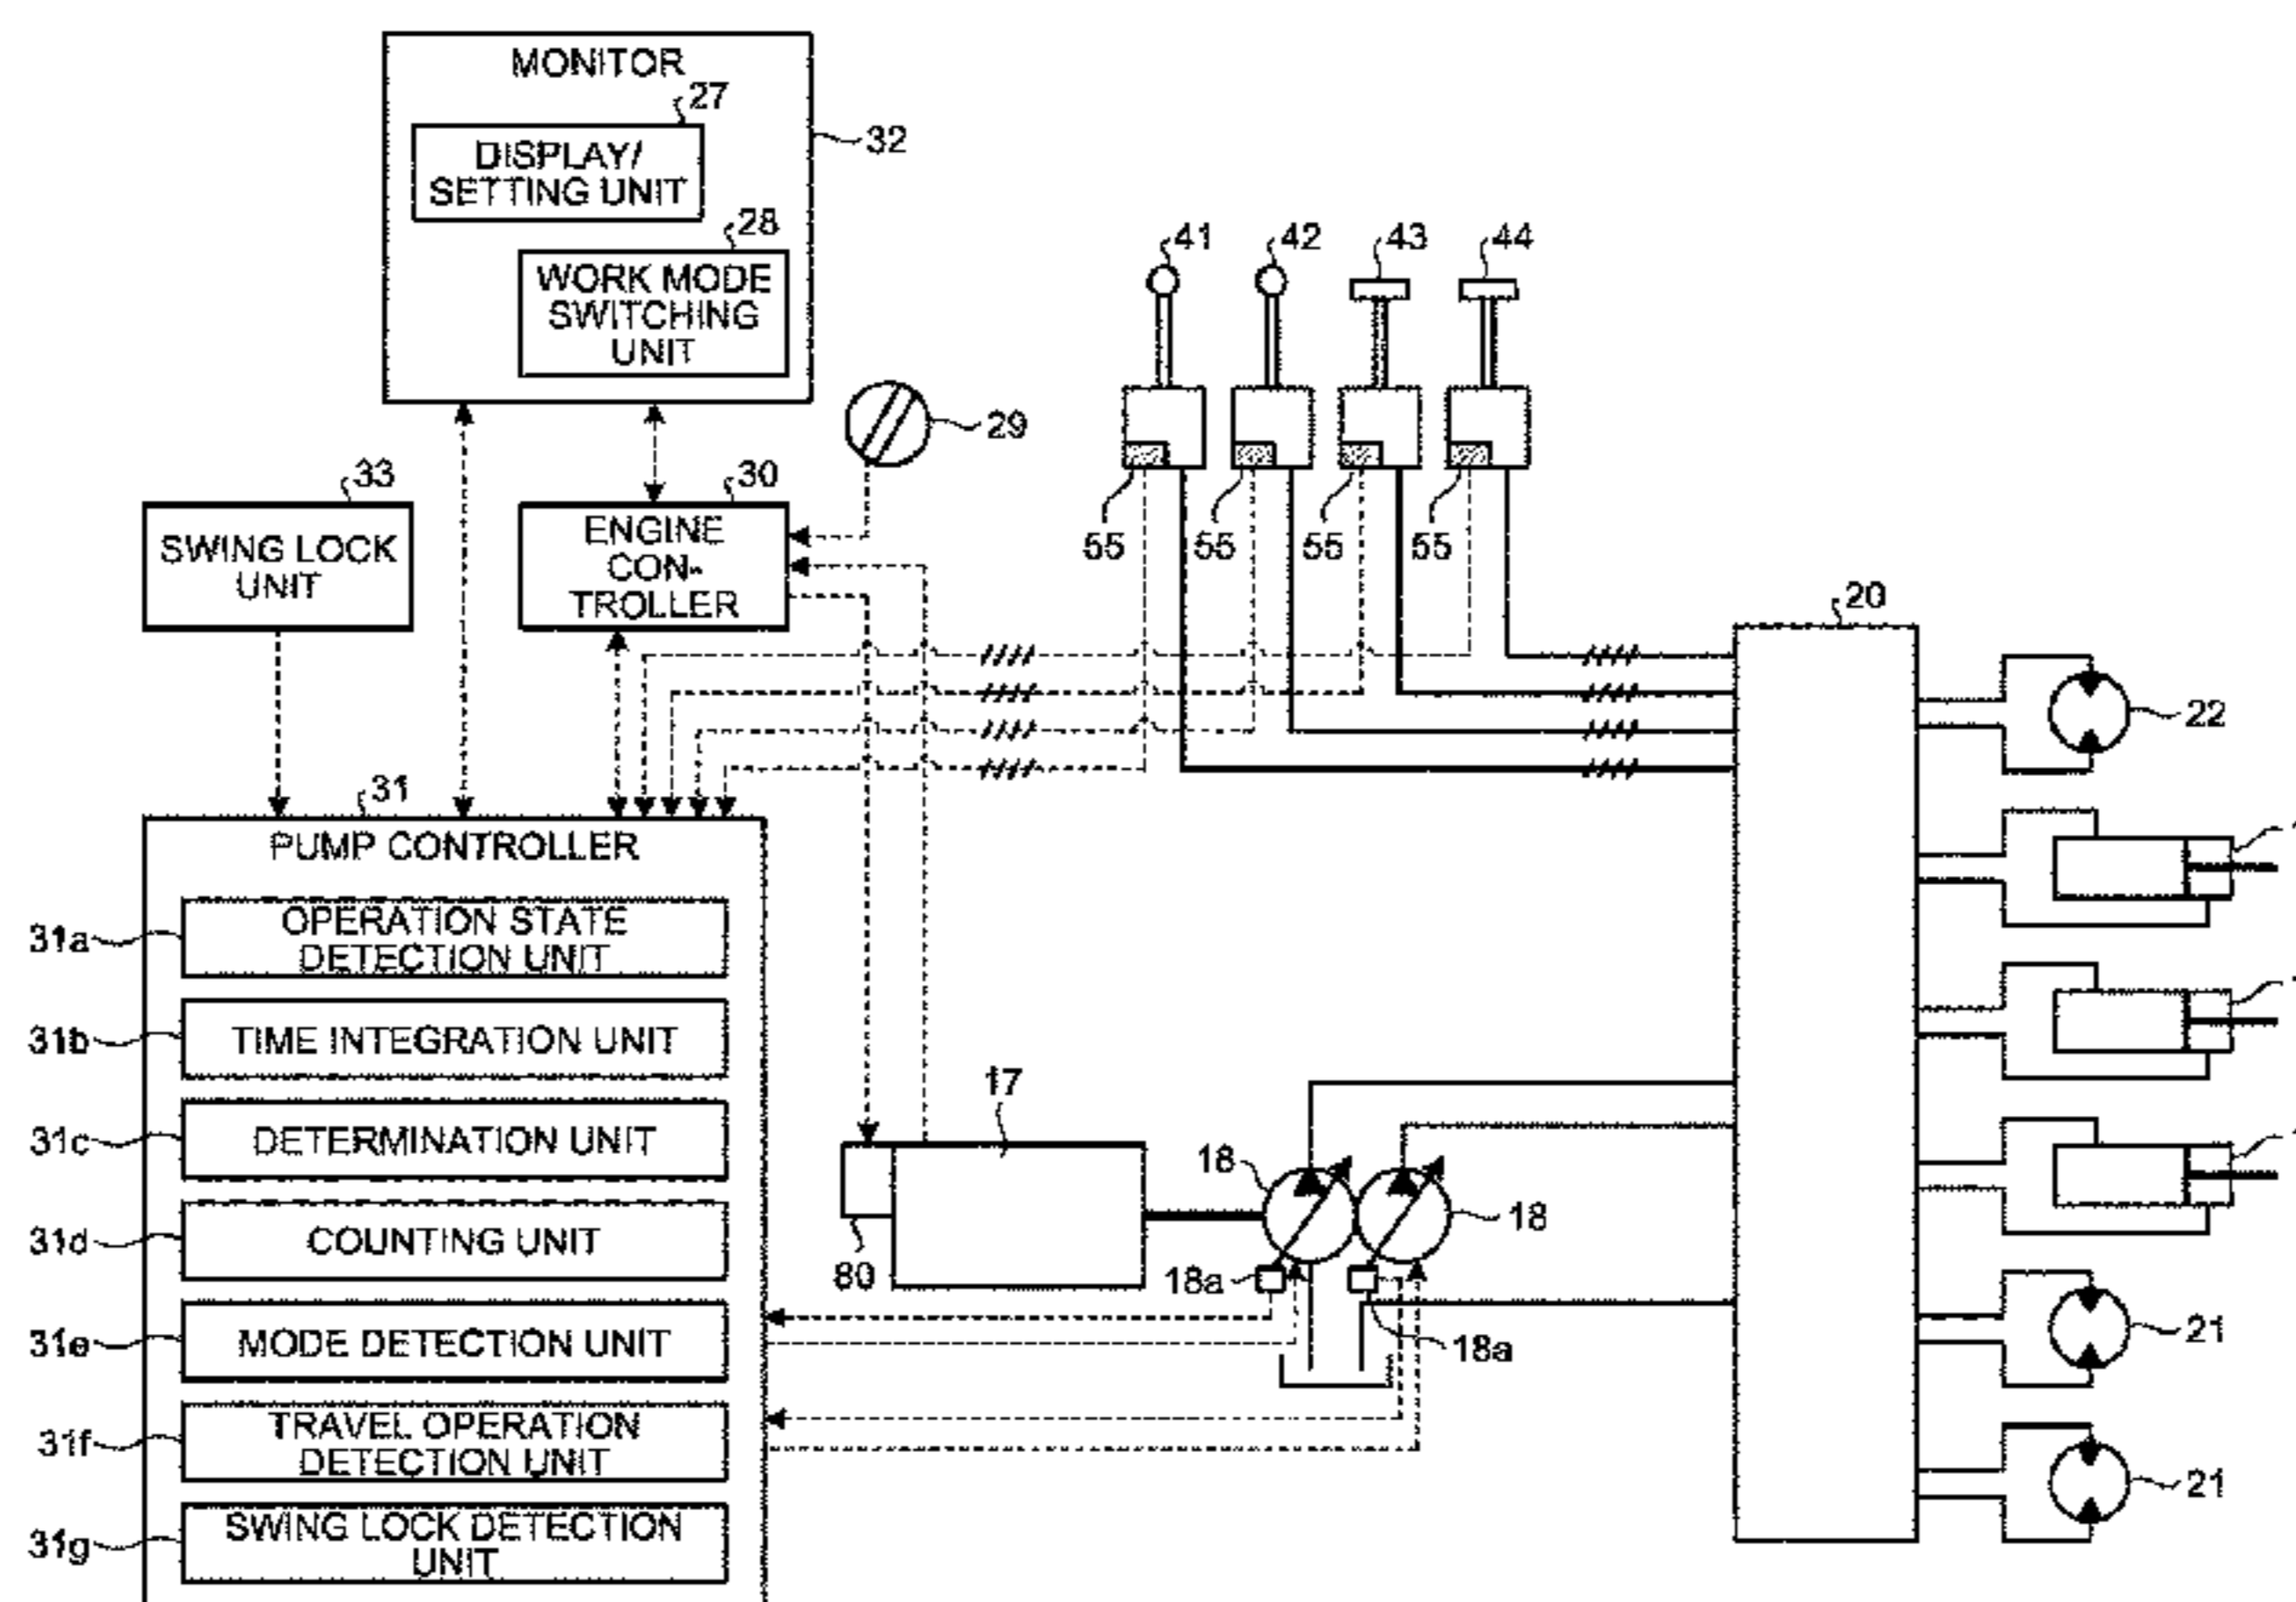 MONITOR
27
DISPLAY/
SETTING UNIT
32
28
WORK MODE
SWITCHING
UNIT
41
42
43
44
29
33
SWING LOCK
UNIT
30
ENGINE
CON-
TROLLER
55
55
55
55
20
22
31
PUMP CONTROLLER
31a
OPERATION STATE
DETECTION UNIT
31b
TIME INTEGRATION UNIT
31c
DETERMINATION UNIT
31d
COUNTING UNIT
31e
MODE DETECTION UNIT
31f
TRAVEL OPERATION
DETECTION UNIT
31g
SWING LOCK DETECTION
UNIT
17
80
18
18
18a
18a
21
21